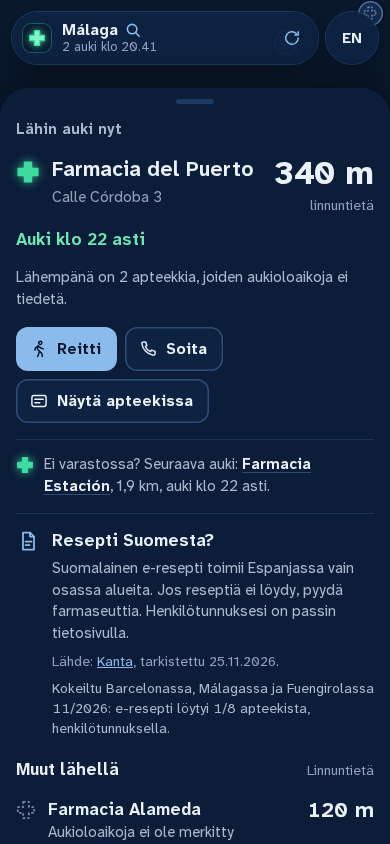 Málaga
2 auki klo 20.41
EN
Lähin auki nyt
Farmacia del Puerto
340 m
Calle Córdoba 3
linnuntietä
Auki klo 22 asti
Lähempänä on 2 apteekkia, joiden aukioloaikoja ei
tiedetä.
Reitti
Soita
Näytä apteekissa
Ei varastossa? Seuraava auki: Farmacia
Estación, 1,9 km, auki klo 22 asti.
Resepti Suomesta?
Suomalainen e-resepti toimii Espanjassa vain
osassa alueita. Jos reseptiä ei löydy, pyydä
farmaseuttia. Henkilötunnuksesi on passin
tietosivulla.
Lähde: Kanta, tarkistettu 25.11.2026.
Kokeiltu Barcelonassa, Málagassa ja Fuengirolassa
11/2026: e-resepti löytyi 1/8 apteekista,
henkilötunnuksella.
Muut lähellä
Linnuntietä
Farmacia Alameda
120 m
Aukioloaikoja ei ole merkitty